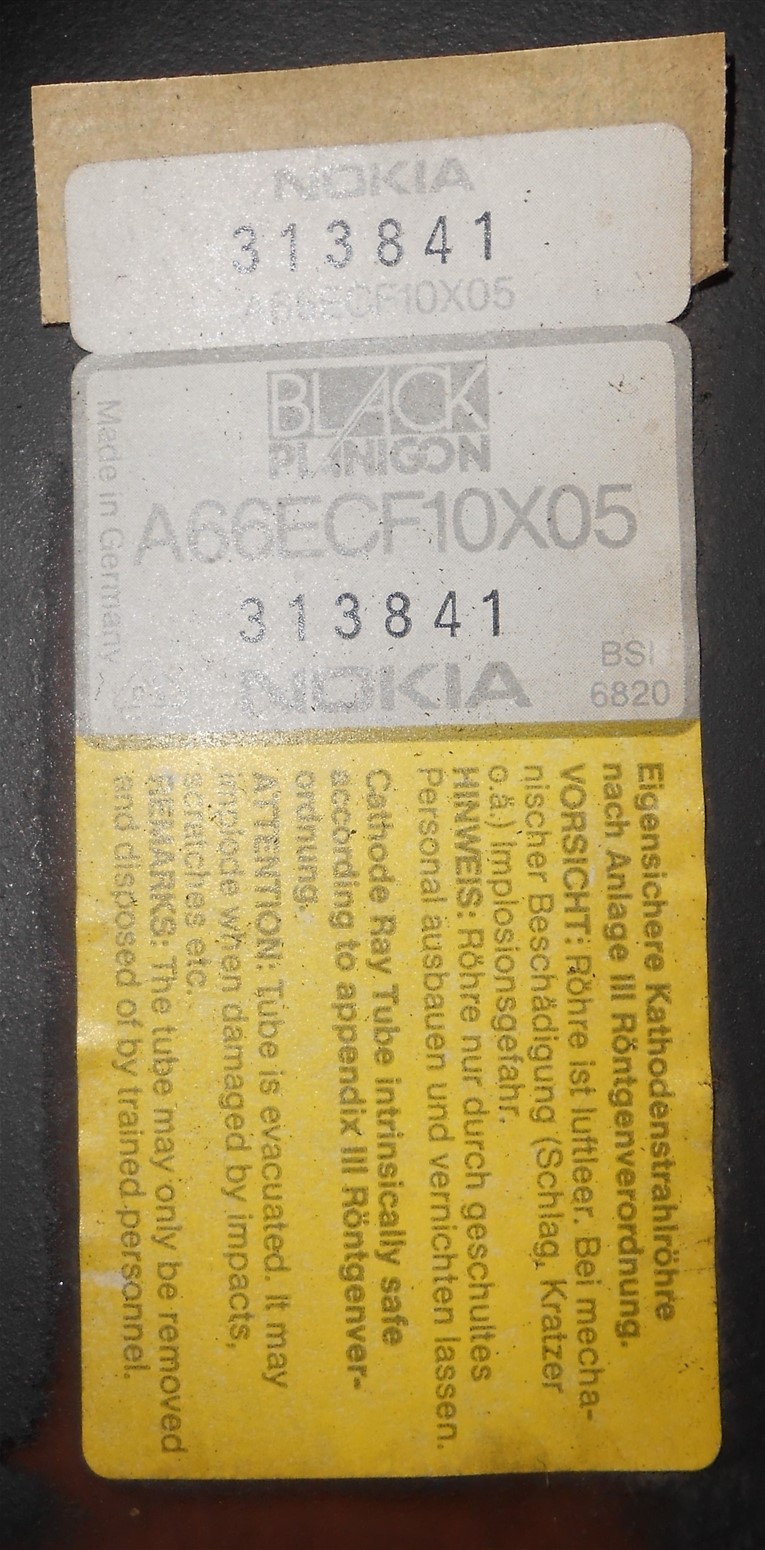 NOKIA
313841
A66ECF10X05
BLACK
PLANIGON
A66ECF10X05
313841
NOKIA
BSI
6820
Made in Germany
Eigensichere Kathodenstrahlröhre
nach Anlage III Röntgenverordnung.
VORSICHT: Röhre ist luftleer. Bei mecha-
nischer Beschädigung (Schlag, Kratzer
o.ä.) Implosionsgefahr.
HINWEIS: Röhre nur durch geschultes
Personal ausbauen und vernichten lassen.
Cathode Ray Tube intrinsically safe
according to appendix III Röntgenver-
ordnung.
ATTENTION: Tube is evacuated. It may
implode when damaged by impacts,
scratches etc.
REMARKS: The tube may only be removed
and disposed of by trained personnel.